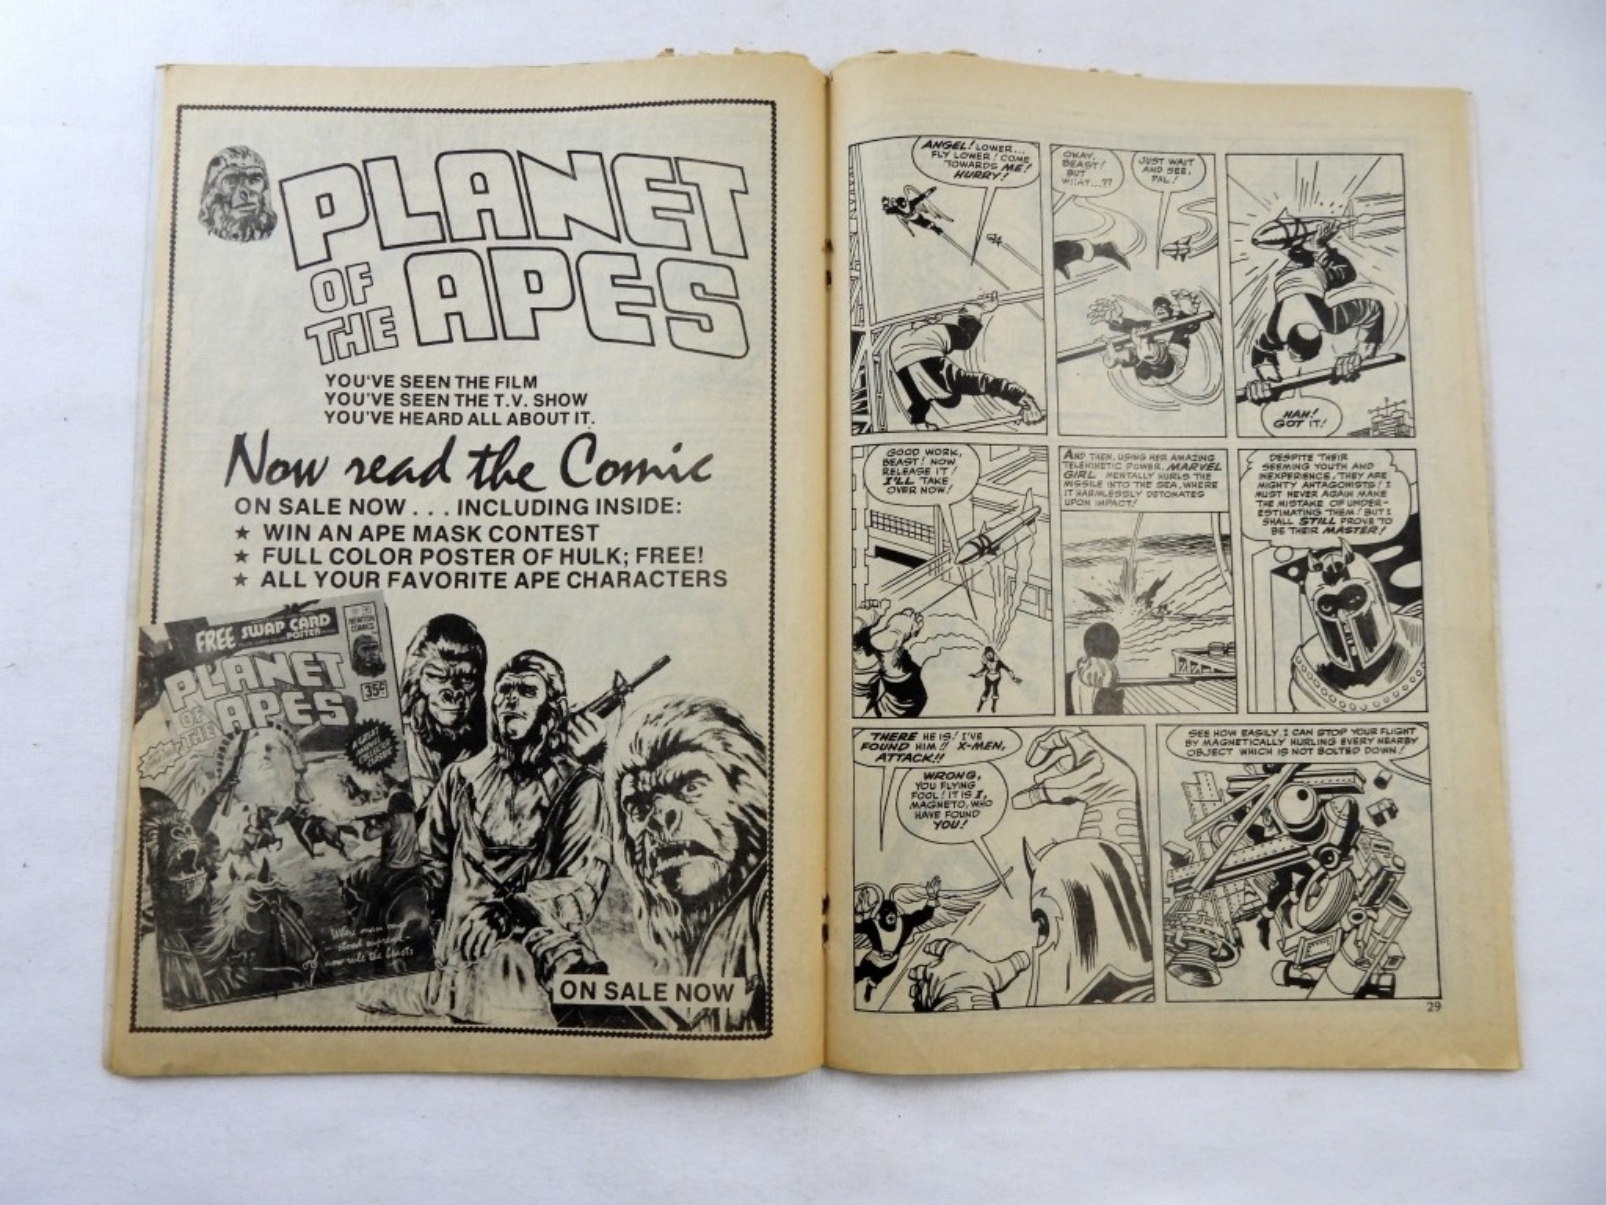 PLANET
OF
THE
APES
YOU'VE SEEN THE FILM
YOU'VE SEEN THE T.V. SHOW
YOU'VE HEARD ALL ABOUT IT.
Now read the Comic
ON SALE NOW . . . INCLUDING INSIDE:
★ WIN AN APE MASK CONTEST
★ FULL COLOR POSTER OF HULK; FREE!
★ ALL YOUR FAVORITE APE CHARACTERS
FREE SWAP CARD
POSTER
NEWTON
COMICS
PLANET
OF
THE
APES
35¢
ON SALE NOW
ANGEL! LOWER...
FLY LOWER! COME
TOWARDS ME!
HURRY!
OKAY,
BEAST!
BUT
WHAT...??
JUST WAIT
AND SEE,
PAL!
HAH!
GOT IT!
GOOD WORK,
BEAST! NOW
RELEASE IT!
I'LL TAKE
OVER NOW!
AND THEN, USING HER AMAZING
TELEKINETIC POWER, MARVEL
GIRL MENTALLY HURLS THE
MISSILE INTO THE SEA, WHERE
IT HARMLESSLY DETONATES
UPON IMPACT!
DESPITE THEIR
SEEMING YOUTH AND
INEXPERIENCE, THEY ARE
MIGHTY ANTAGONISTS! I
MUST NEVER AGAIN MAKE
THE MISTAKE OF UNDER-
ESTIMATING THEM! BUT I
SHALL STILL PROVE TO
BE THEIR MASTER!
THERE HE IS! I'VE
FOUND HIM!! X-MEN,
ATTACK!!
WRONG,
YOU FLYING
FOOL! IT IS I,
MAGNETO, WHO
HAVE FOUND
YOU!
SEE HOW EASILY I CAN STOP YOUR FLIGHT
BY MAGNETICALLY HURLING EVERY NEARBY
OBJECT WHICH IS NOT BOLTED DOWN!
29